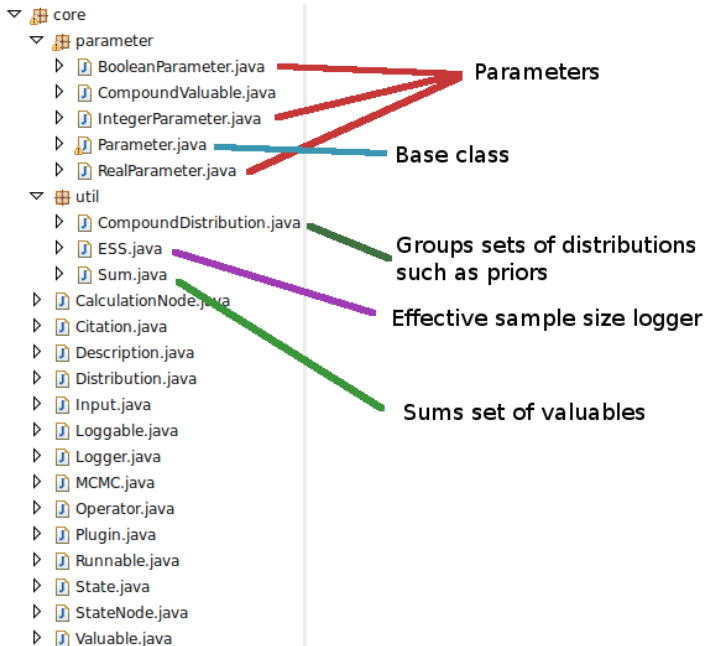 core
parameter
BooleanParameter.java
CompoundValuable.java
IntegerParameter.java
Parameter.java
RealParameter.java
util
CompoundDistribution.java
ESS.java
Sum.java
CalculationNode.java
Citation.java
Description.java
Distribution.java
Input.java
Loggable.java
Logger.java
MCMC.java
Operator.java
Plugin.java
Runnable.java
State.java
StateNode.java
Valuable.java
Parameters
Base class
Groups sets of distributions
such as priors
Effective sample size logger
Sums set of valuables